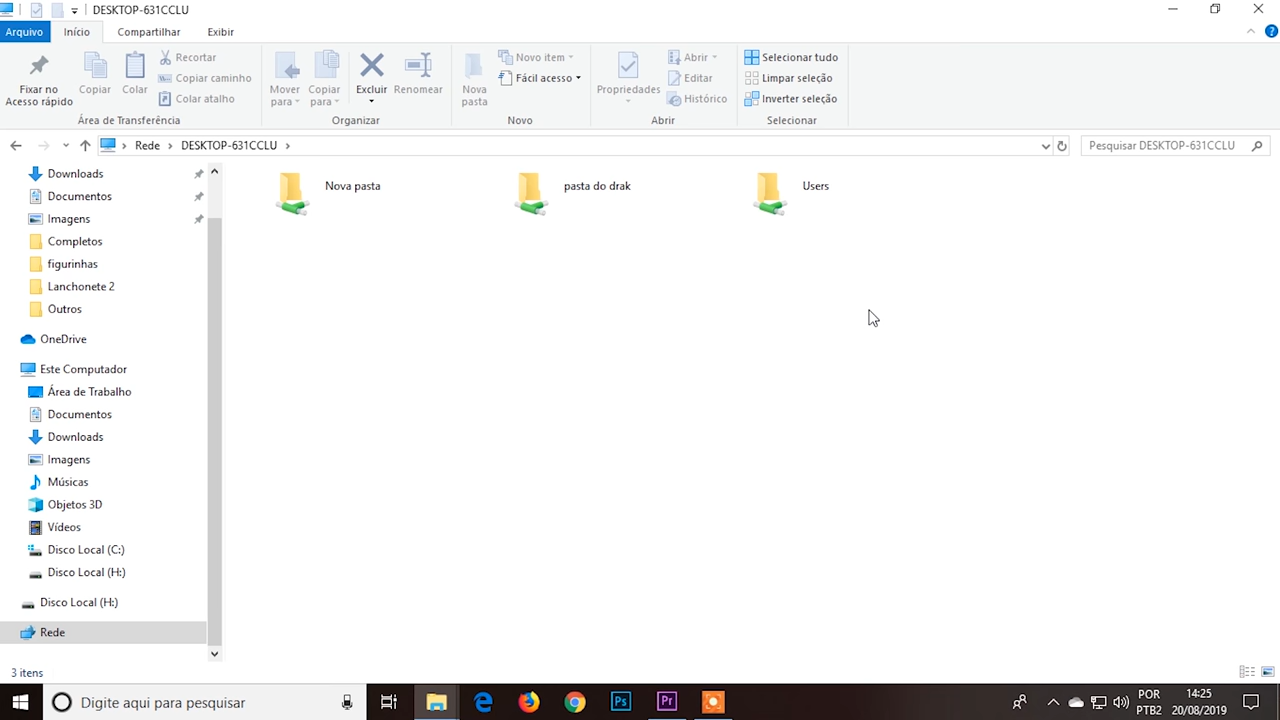 DESKTOP-631CCLU
Arquivo Início Compartilhar Exibir
Fixar no Acesso rápido
Copiar
Colar
Recortar
Copiar caminho
Colar atalho
Área de Transferência
Mover para
Copiar para
Excluir
Renomear
Organizar
Nova pasta
Novo item
Fácil acesso
Novo
Propriedades
Abrir
Editar
Histórico
Abrir
Selecionar tudo
Limpar seleção
Inverter seleção
Selecionar
Rede DESKTOP-631CCLU
Pesquisar DESKTOP-631CCLU
Downloads
Documentos
Imagens
Completos
figurinhas
Lanchonete 2
Outros
OneDrive
Este Computador
Área de Trabalho
Documentos
Downloads
Imagens
Músicas
Objetos 3D
Vídeos
Disco Local (C:)
Disco Local (H:)
Disco Local (H:)
Rede
Nova pasta
pasta do drak
Users
3 itens
Digite aqui para pesquisar
Ps
Pr
POR
PTB2
14:25
20/08/2019